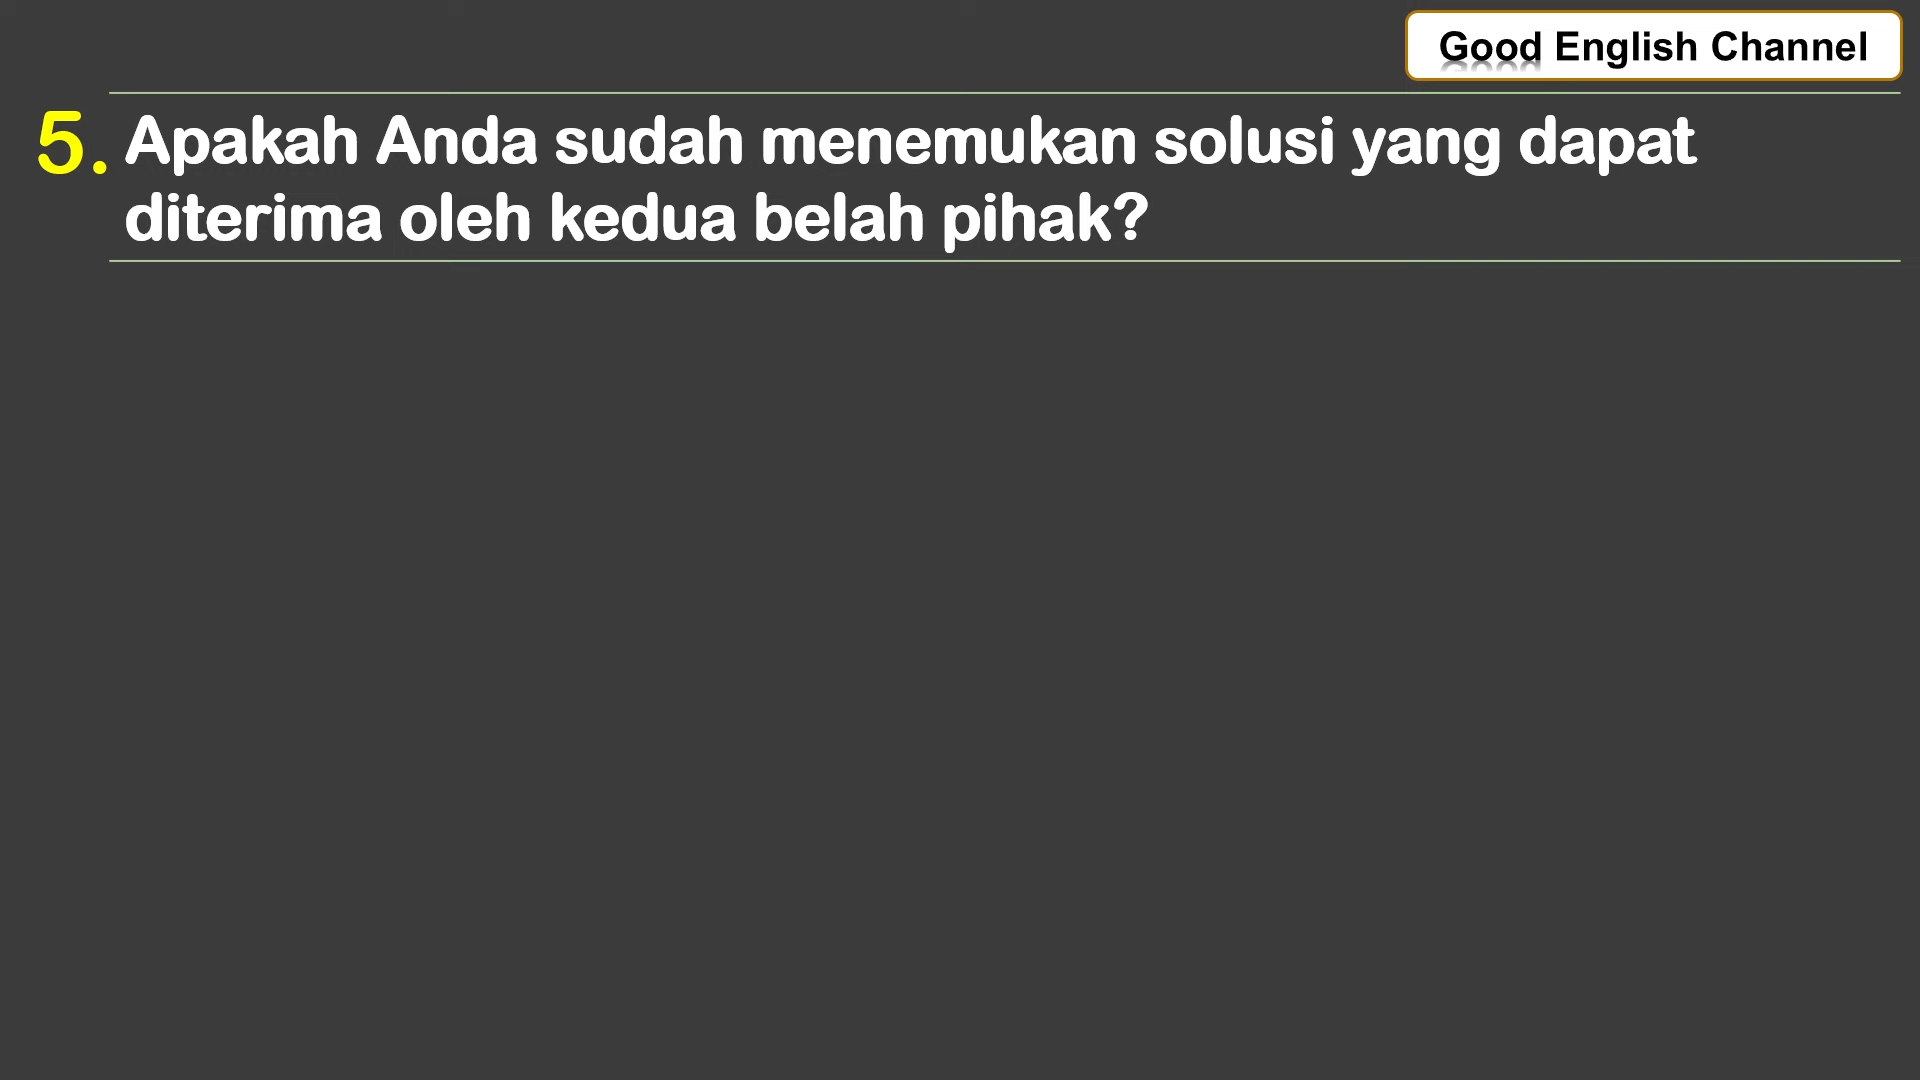 Good English Channel
5. Apakah Anda sudah menemukan solusi yang dapat
diterima oleh kedua belah pihak?